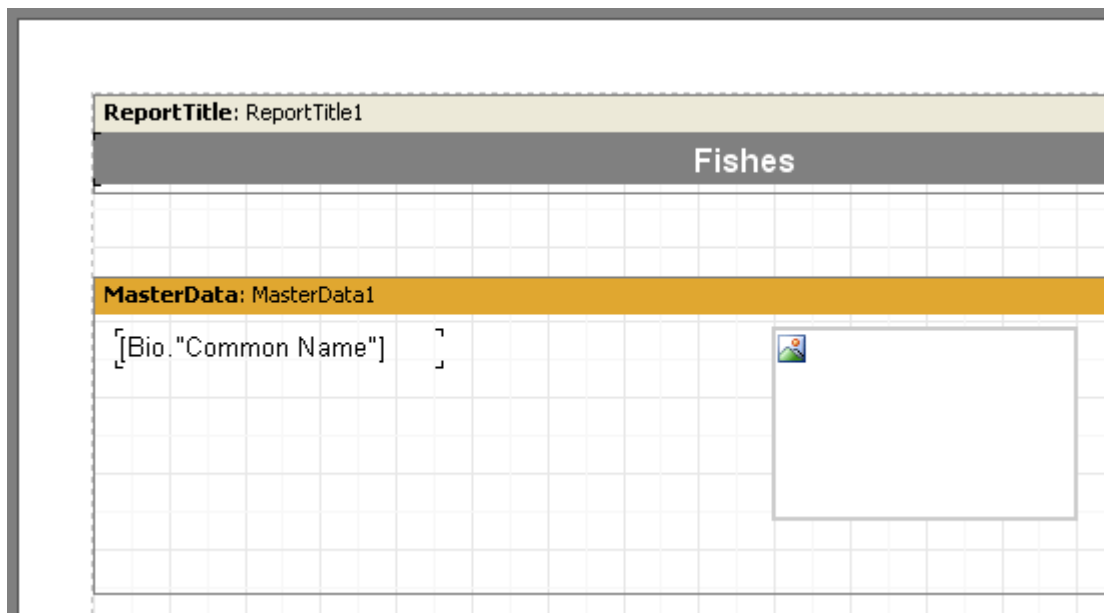 ReportTitle: ReportTitle1
Fishes
MasterData: MasterData1
[Bio."Common Name"]